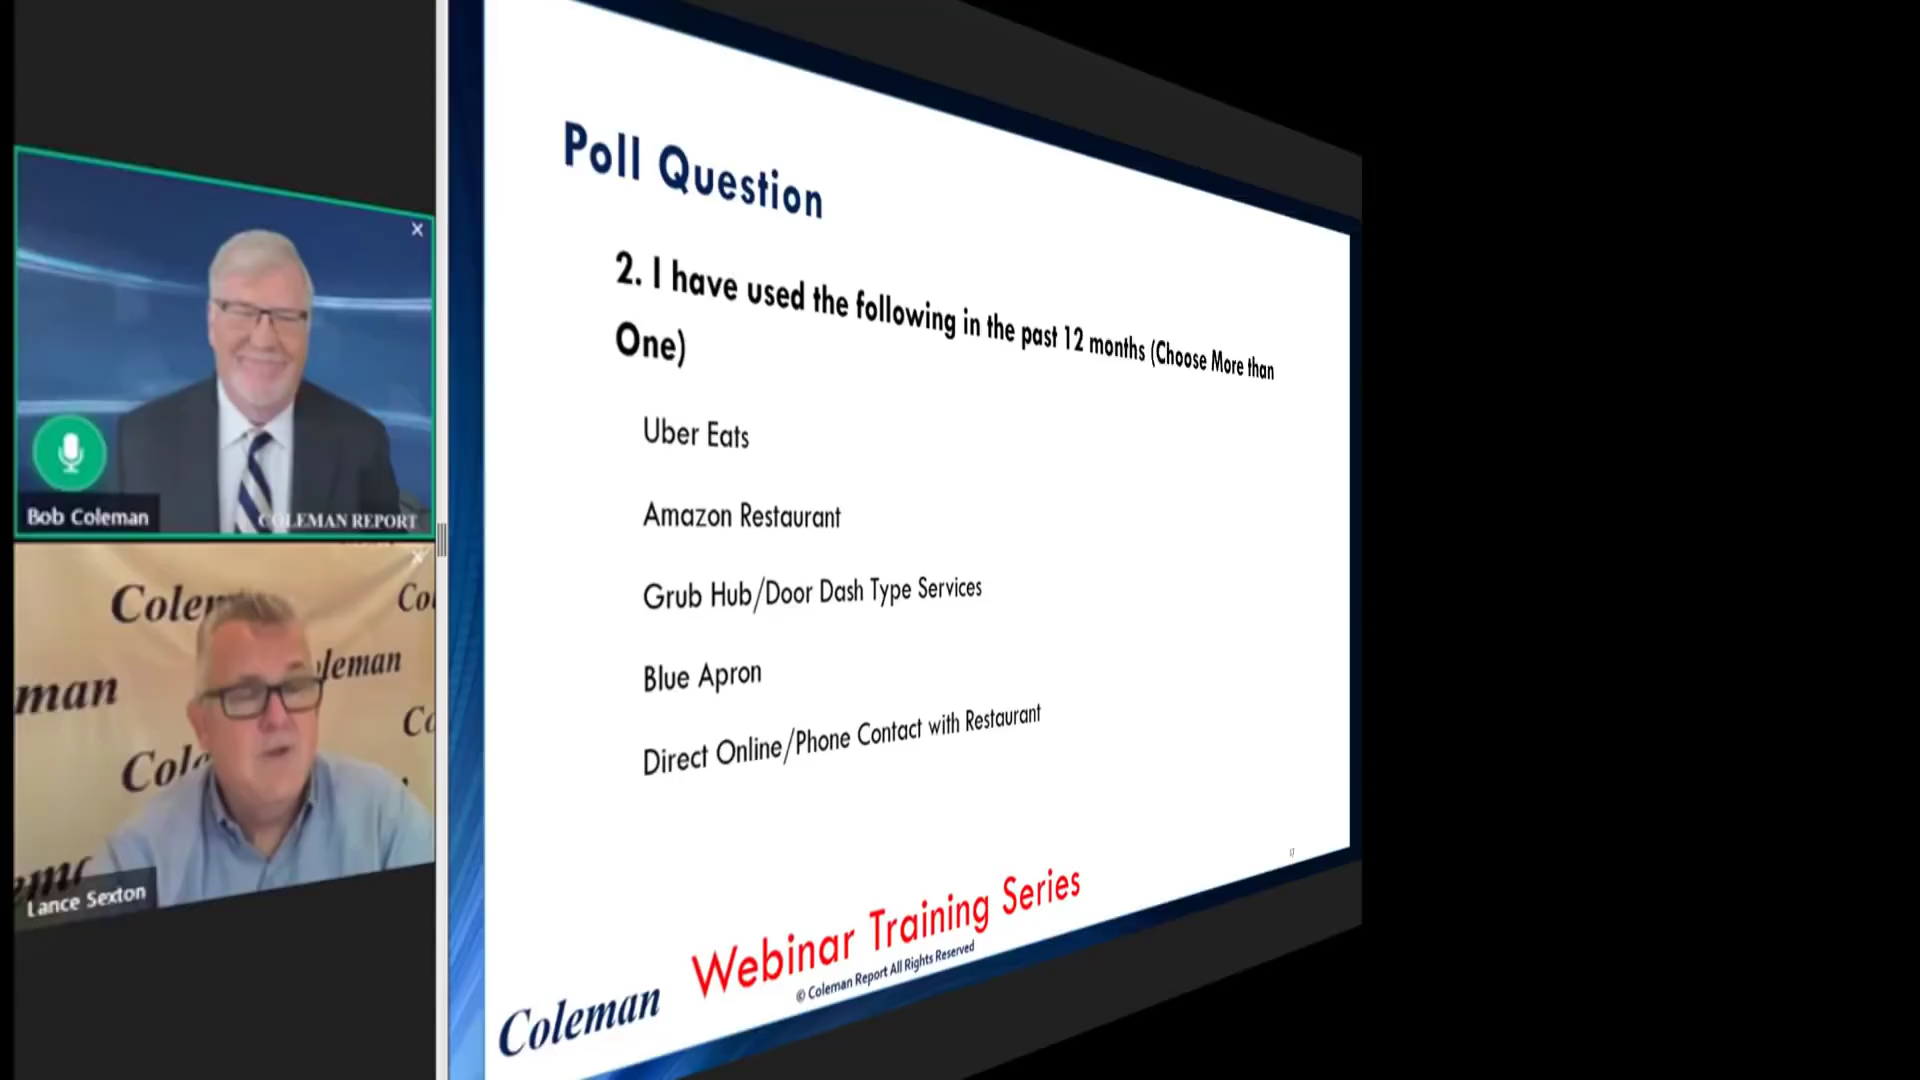 Bob Coleman
COLEMAN REPORT
Coleman
Lance Sexton
Poll Question
2. I have used the following in the past 12 months (Choose More than
One)
Uber Eats
Amazon Restaurant
Grub Hub/Door Dash Type Services
Blue Apron
Direct Online/Phone Contact with Restaurant
17
Webinar Training Series
© Coleman Report All Rights Reserved
Coleman